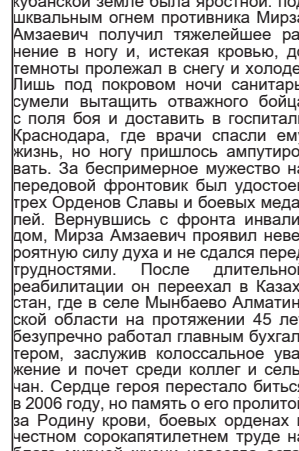 кубанской земле была яростной. Под
шквальным огнем противника Мирза
Амзаевич получил тяжелейшее ра
нение в ногу и, истекая кровью, до
темноты пролежал в снегу и холоде.
Лишь под покровом ночи санитары
сумели вытащить отважного бойца
с поля боя и доставить в госпиталь
Краснодара, где врачи спасли ему
жизнь, но ногу пришлось ампутиро
вать. За беспримерное мужество на
передовой фронтовик был удостоен
трех Орденов Славы и боевых меда
лей. Вернувшись с фронта инвали
дом, Мирза Амзаевич проявил неве
роятную силу духа и не сдался перед
трудностями. После длительной
реабилитации он переехал в Казах
стан, где в селе Мынбаево Алматин
ской области на протяжении 45 лет
безупречно работал главным бухгал
тером, заслужив колоссальное ува
жение и почет среди коллег и сель
чан. Сердце героя перестало биться
в 2006 году, но память о его пролитой
за Родину крови, боевых орденах и
честном сорокапятилетнем труде на
благо мирной жизни навсегда оста